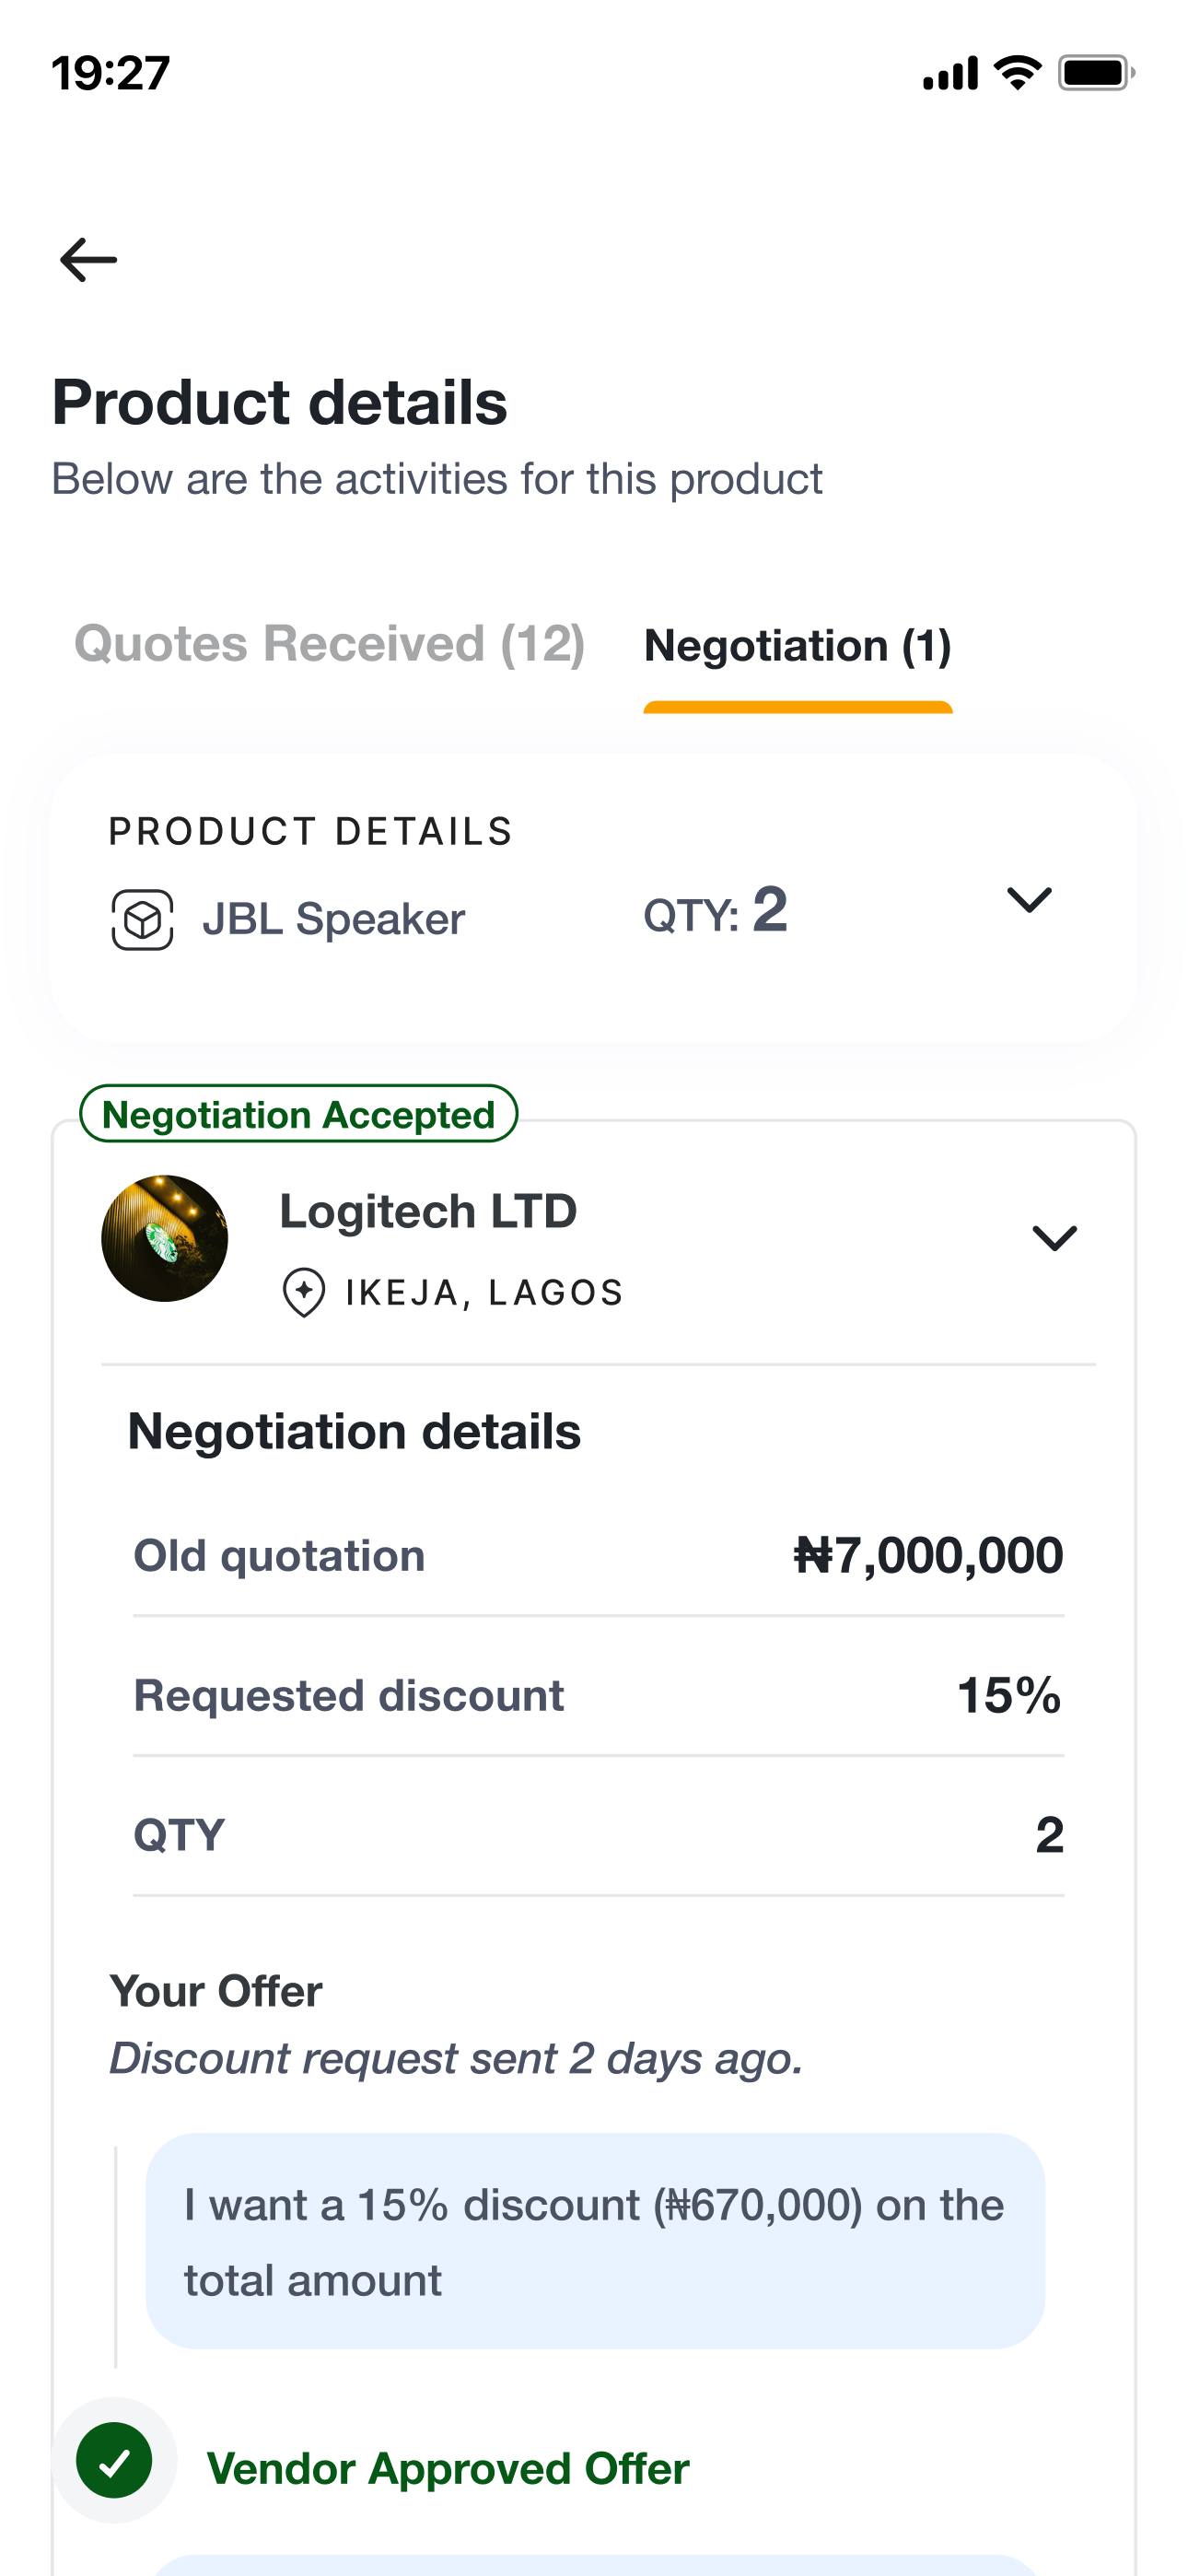 19:27
Product details
Below are the activities for this product
Quotes Received (12)
Negotiation (1)
PRODUCT DETAILS
JBL Speaker
QTY: 2
Negotiation Accepted
Logitech LTD
IKEJA, LAGOS
Negotiation details
Old quotation
₦7,000,000
Requested discount
15%
QTY
2
Your Offer
Discount request sent 2 days ago.
I want a 15% discount (₦670,000) on the
total amount
Vendor Approved Offer